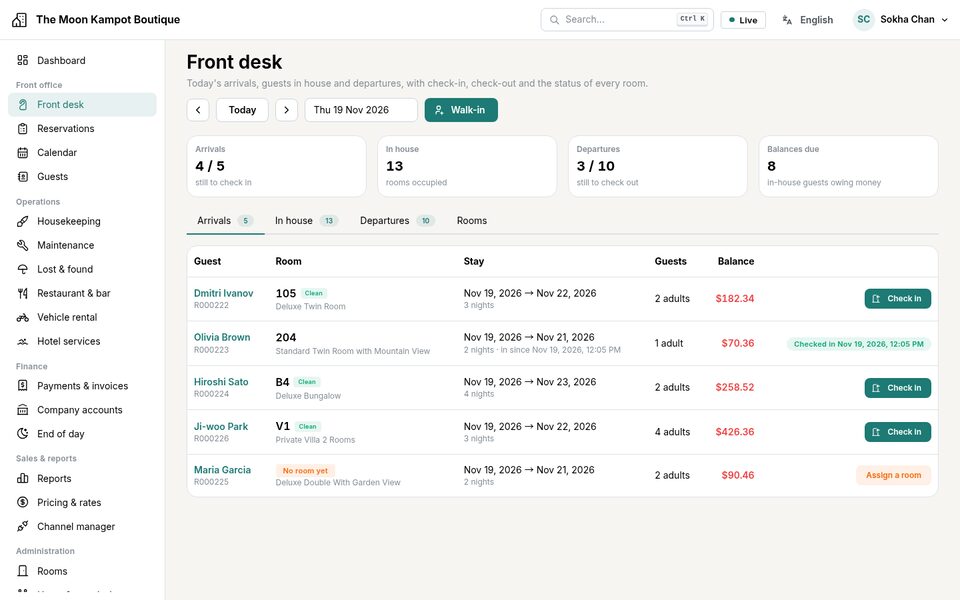 The Moon Kampot Boutique
Search...
Ctrl K
Live
English
SC
Sokha Chan
Dashboard
Front office
Front desk
Reservations
Calendar
Guests
Operations
Housekeeping
Maintenance
Lost & found
Restaurant & bar
Vehicle rental
Hotel services
Finance
Payments & invoices
Company accounts
End of day
Sales & reports
Reports
Pricing & rates
Channel manager
Administration
Rooms
Front desk
Today's arrivals, guests in house and departures, with check-in, check-out and the status of every room.
Today
Thu 19 Nov 2026
Walk-in
Arrivals
4 / 5
still to check in
In house
13
rooms occupied
Departures
3 / 10
still to check out
Balances due
8
in-house guests owing money
Arrivals 5
In house 13
Departures 10
Rooms
Guest Room Stay Guests Balance
Dmitri Ivanov 105 Clean Nov 19, 2026 → Nov 22, 2026 2 adults $182.34 Check in
R000222 Deluxe Twin Room 3 nights
Olivia Brown 204 Nov 19, 2026 → Nov 21, 2026 1 adult $70.36 Checked in Nov 19, 2026, 12:05 PM
R000223 Standard Twin Room with Mountain View 2 nights · in since Nov 19, 2026, 12:05 PM
Hiroshi Sato B4 Clean Nov 19, 2026 → Nov 23, 2026 2 adults $258.52 Check in
R000224 Deluxe Bungalow 4 nights
Ji-woo Park V1 Clean Nov 19, 2026 → Nov 22, 2026 4 adults $426.36 Check in
R000226 Private Villa 2 Rooms 3 nights
Maria Garcia No room yet Nov 19, 2026 → Nov 21, 2026 2 adults $90.46 Assign a room
R000225 Deluxe Double With Garden View 2 nights